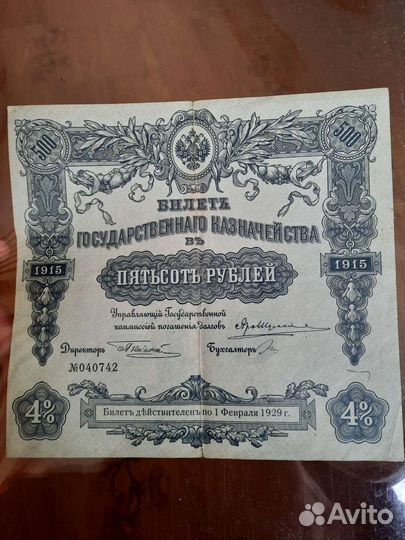 500
500
БИЛЕТЪ
ГОСУДАРСТВЕННАГО КАЗНАЧЕЙСТВА
ВЪ
1915
ПЯТЬСОТЪ РУБЛЕЙ
1915
Управляющій Государственной
коммиссіей погашенія долговъ
Директоръ
Бухгалтеръ
№040742
4%
Билетъ дѣйствителенъ по 1 Февраля 1929 г.
4%
Avito